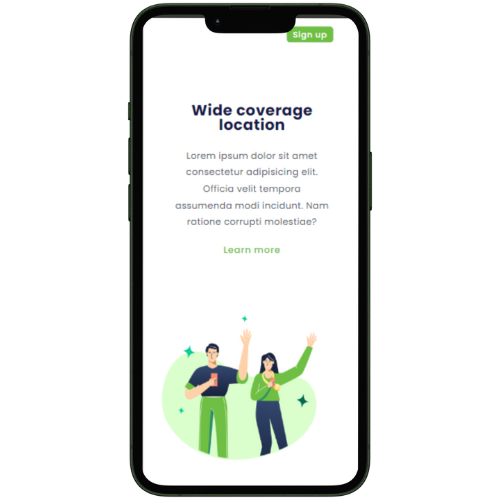 Sign up
Wide coverage
location
Lorem ipsum dolor sit amet
consectetur adipisicing elit.
Officia velit tempora
assumenda modi incidunt. Nam
ratione corrupti molestiae?
Learn more